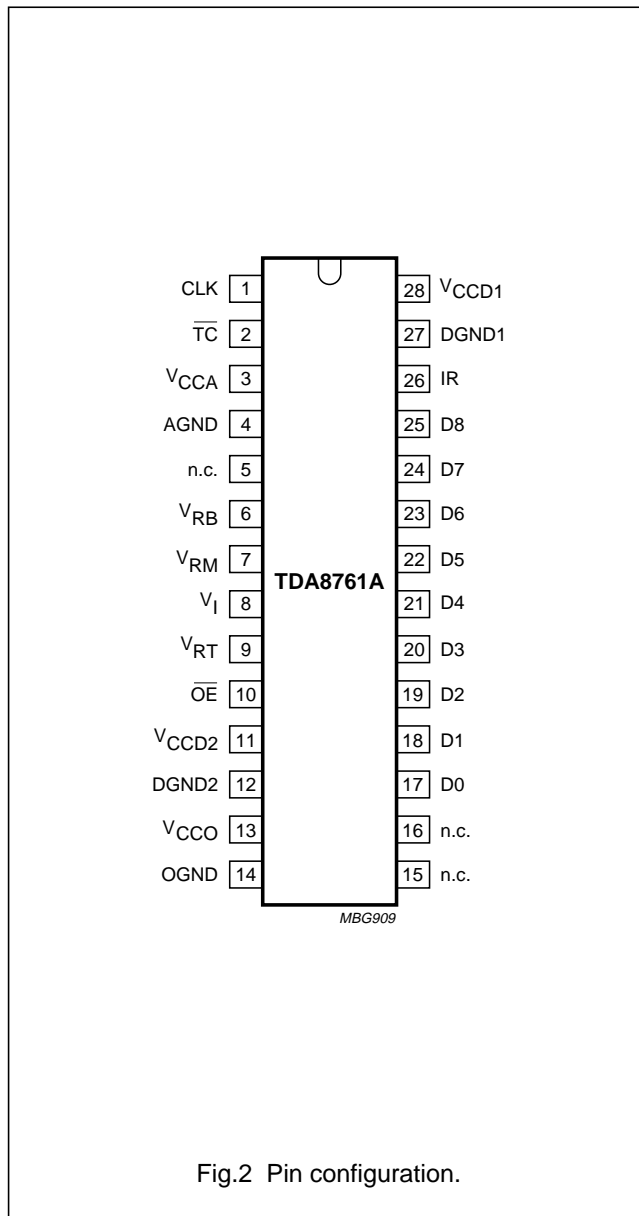 CLK 1 28 VCCD1
T̅C̅ 2 27 DGND1
VCCA 3 26 IR
AGND 4 25 D8
n.c. 5 24 D7
VRB 6 23 D6
VRM 7 22 D5
TDA8761A
VI 8 21 D4
VRT 9 20 D3
O̅E̅ 10 19 D2
VCCD2 11 18 D1
DGND2 12 17 D0
VCCO 13 16 n.c.
OGND 14 15 n.c.
MBG909
Fig.2 Pin configuration.